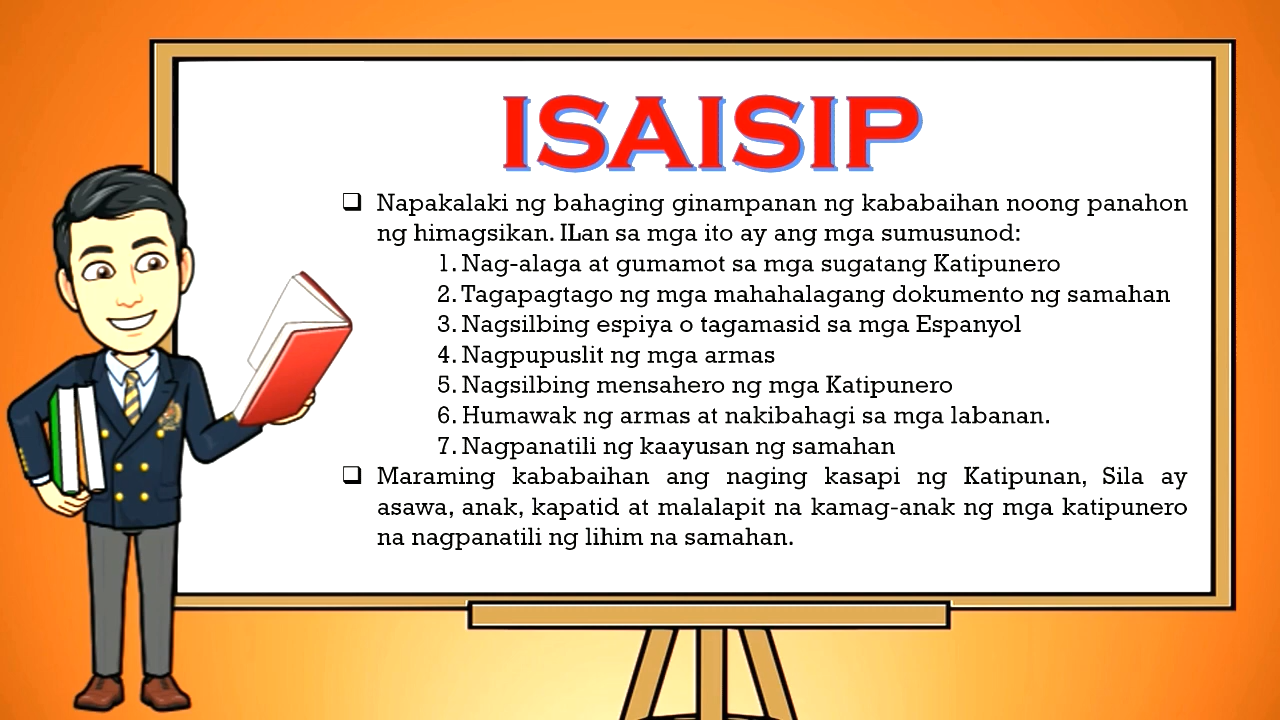 ISAISIP
Napakalaki ng bahaging ginampanan ng kababaihan noong panahon
ng himagsikan. ILan sa mga ito ay ang mga sumusunod:
1. Nag-alaga at gumamot sa mga sugatang Katipunero
2. Tagapagtago ng mga mahahalagang dokumento ng samahan
3. Nagsilbing espiya o tagamasid sa mga Espanyol
4. Nagpupuslit ng mga armas
5. Nagsilbing mensahero ng mga Katipunero
6. Humawak ng armas at nakibahagi sa mga labanan.
7. Nagpanatili ng kaayusan ng samahan
Maraming kababaihan ang naging kasapi ng Katipunan, Sila ay
asawa, anak, kapatid at malalapit na kamag-anak ng mga katipunero
na nagpanatili ng lihim na samahan.